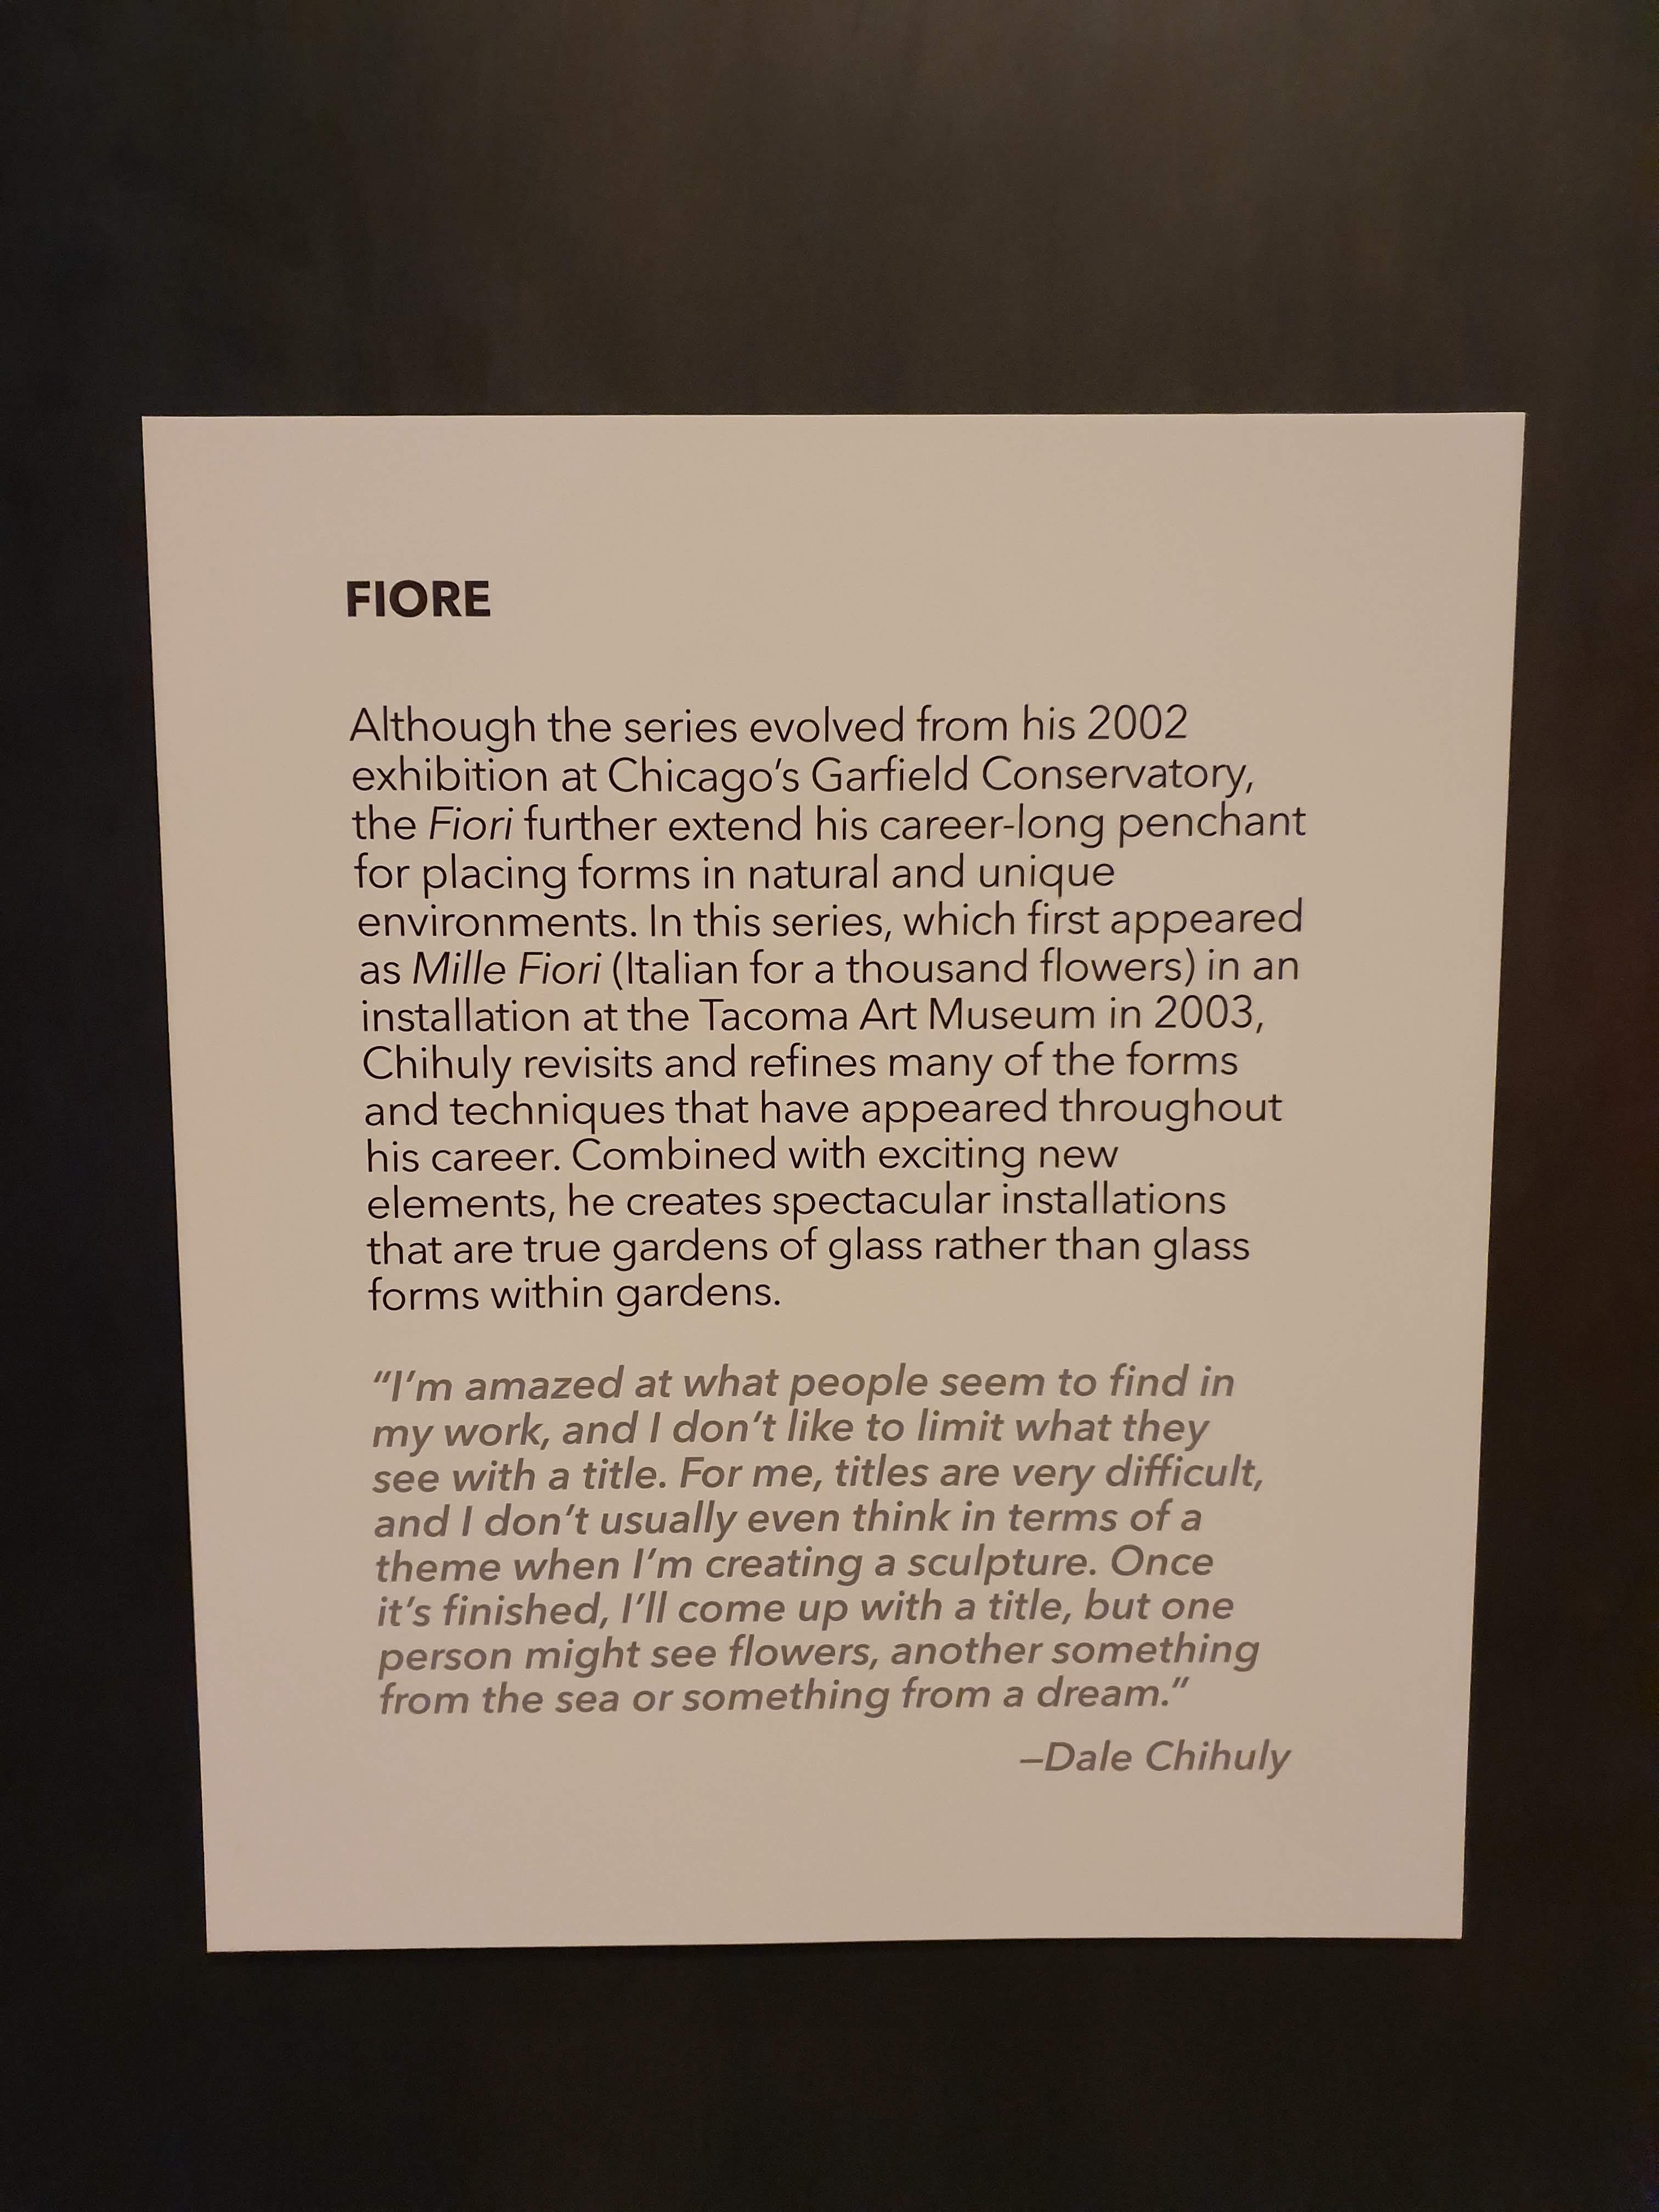 FIORE
Although the series evolved from his 2002
exhibition at Chicago’s Garfield Conservatory,
the Fiori further extend his career-long penchant
for placing forms in natural and unique
environments. In this series, which first appeared
as Mille Fiori (Italian for a thousand flowers) in an
installation at the Tacoma Art Museum in 2003,
Chihuly revisits and refines many of the forms
and techniques that have appeared throughout
his career. Combined with exciting new
elements, he creates spectacular installations
that are true gardens of glass rather than glass
forms within gardens.
“I’m amazed at what people seem to find in
my work, and I don’t like to limit what they
see with a title. For me, titles are very difficult,
and I don’t usually even think in terms of a
theme when I’m creating a sculpture. Once
it’s finished, I’ll come up with a title, but one
person might see flowers, another something
from the sea or something from a dream.”
–Dale Chihuly